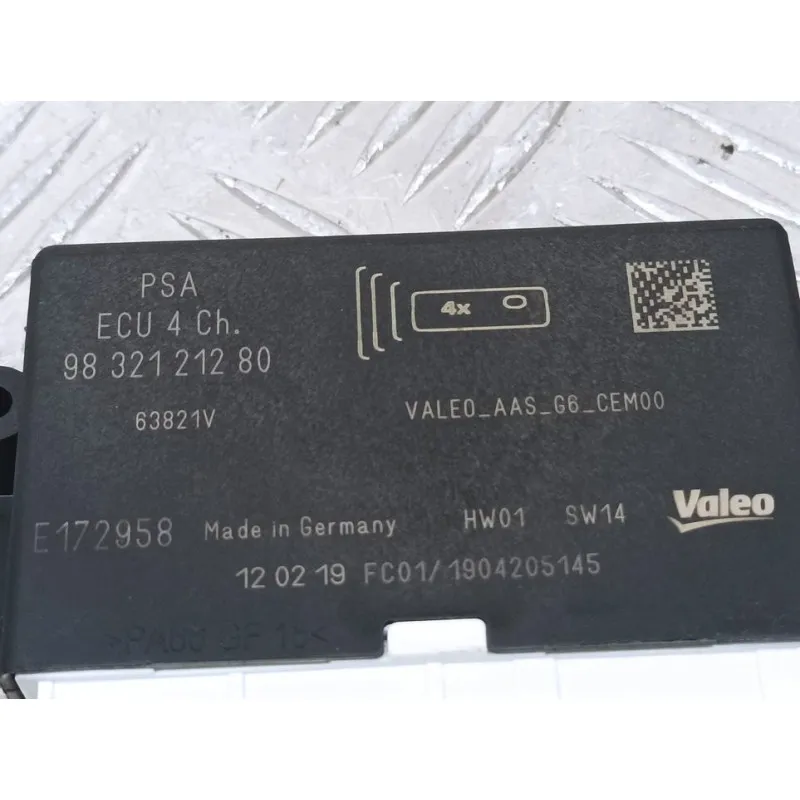 PSA
ECU 4 Ch.
98 321 212 80
63821V
4x
VALEO_AAS_G6_CEM00
E172958 Made in Germany HW01 SW14 Valeo
12 02 19 FC01/1904205145